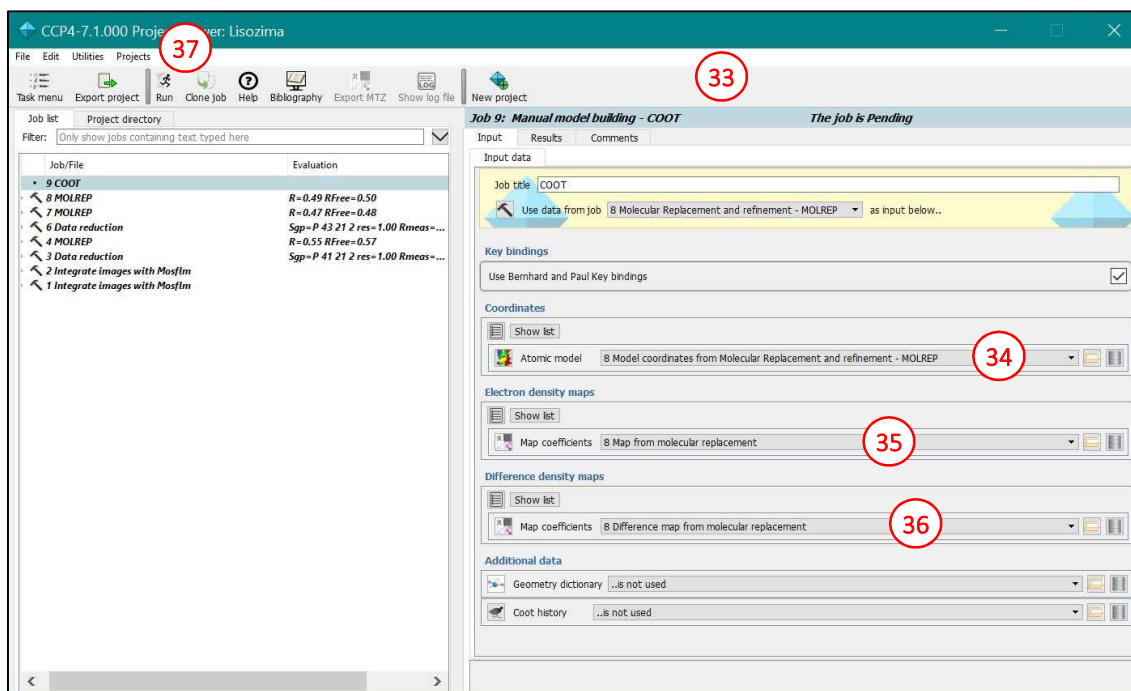 CCP4-7.1.000 Proje 37 er: Lisozima
File Edit Utilities Projects
33
Task menu Export project Run Clone job Help Bibliography Export MTZ Show log file New project
Job list Project directory
Filter: Only show jobs containing text typed here
Job/File Evaluation
• 9 COOT
8 MOLREP R=0.49 RFree=0.50
7 MOLREP R=0.47 RFree=0.48
6 Data reduction Sgp=P 43 21 2 res=1.00 Rmeas=...
4 MOLREP R=0.55 RFree=0.57
3 Data reduction Sgp=P 41 21 2 res=1.00 Rmeas=...
2 Integrate images with Mosflm
1 Integrate images with Mosflm
Job 9: Manual model building - COOT The job is Pending
Input Results Comments
Input data
Job title COOT
Use data from job 8 Molecular Replacement and refinement - MOLREP as input below..
Key bindings
Use Bernhard and Paul Key bindings
Coordinates
Show list
Atomic model 8 Model coordinates from Molecular Replacement and refinement - MOLREP 34
Electron density maps
Show list
Map coefficients 8 Map from molecular replacement 35
Difference density maps
Show list
Map coefficients 8 Difference map from molecular replacement 36
Additional data
Geometry dictionary ..is not used
Coot history ..is not used